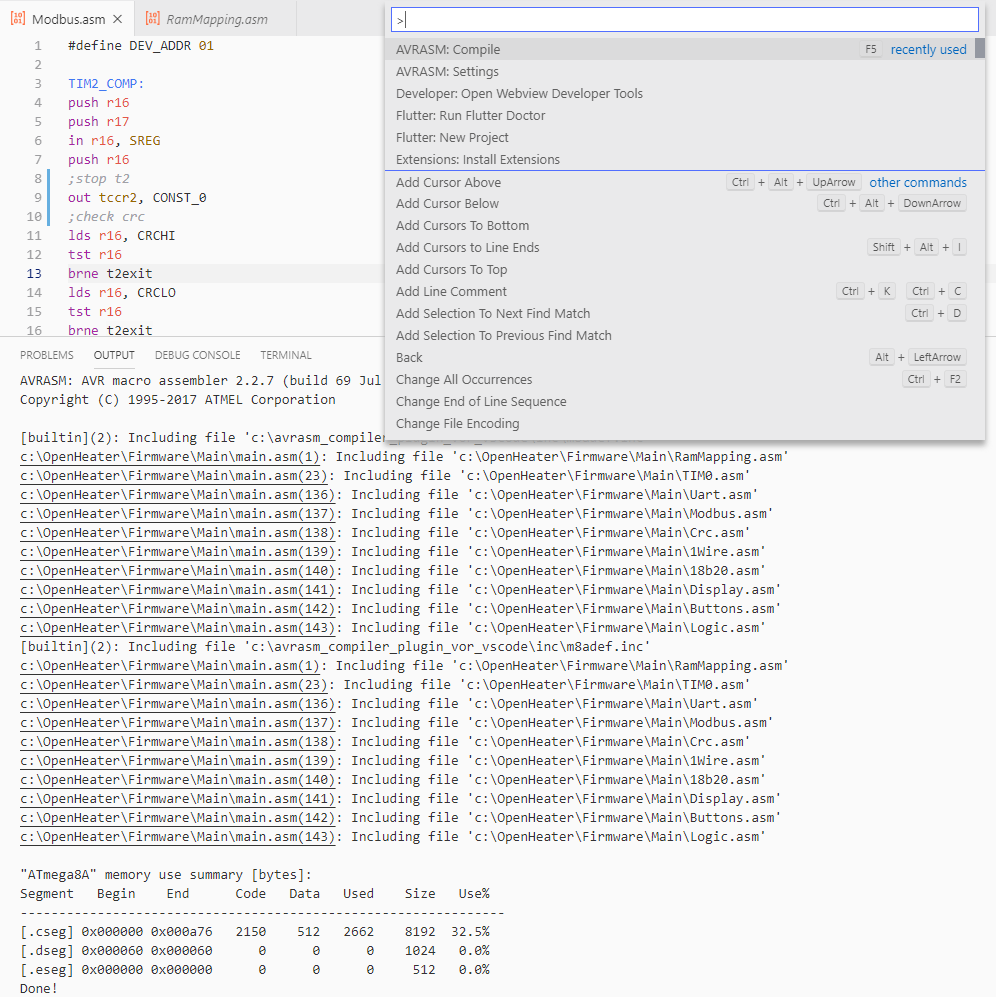 Modbus.asm
RamMapping.asm
>
1 #define DEV_ADDR 01
2
3 TIM2_COMP:
4 push r16
5 push r17
6 in r16, SREG
7 push r16
8 ;stop t2
9 out tccr2, CONST_0
10 ;check crc
11 lds r16, CRCHI
12 tst r16
13 brne t2exit
14 lds r16, CRCLO
15 tst r16
16 brne t2exit
AVRASM: Compile F5 recently used
AVRASM: Settings
Developer: Open Webview Developer Tools
Flutter: Run Flutter Doctor
Flutter: New Project
Extensions: Install Extensions
Add Cursor Above Ctrl + Alt + UpArrow other commands
Add Cursor Below Ctrl + Alt + DownArrow
Add Cursors To Bottom
Add Cursors to Line Ends Shift + Alt + I
Add Cursors To Top
Add Line Comment Ctrl + K Ctrl + C
Add Selection To Next Find Match Ctrl + D
Add Selection To Previous Find Match
Back Alt + LeftArrow
Change All Occurrences Ctrl + F2
Change End of Line Sequence
Change File Encoding
PROBLEMS OUTPUT DEBUG CONSOLE TERMINAL
AVRASM: AVR macro assembler 2.2.7 (build 69 Jul
Copyright (C) 1995-2017 ATMEL Corporation
[builtin](2): Including file 'c:\avrasm_
c:\OpenHeater\Firmware\Main\main.asm(1): Including file 'c:\OpenHeater\Firmware\Main\RamMapping.asm'
c:\OpenHeater\Firmware\Main\main.asm(23): Including file 'c:\OpenHeater\Firmware\Main\TIM0.asm'
c:\OpenHeater\Firmware\Main\main.asm(136): Including file 'c:\OpenHeater\Firmware\Main\Uart.asm'
c:\OpenHeater\Firmware\Main\main.asm(137): Including file 'c:\OpenHeater\Firmware\Main\Modbus.asm'
c:\OpenHeater\Firmware\Main\main.asm(138): Including file 'c:\OpenHeater\Firmware\Main\Crc.asm'
c:\OpenHeater\Firmware\Main\main.asm(139): Including file 'c:\OpenHeater\Firmware\Main\1Wire.asm'
c:\OpenHeater\Firmware\Main\main.asm(140): Including file 'c:\OpenHeater\Firmware\Main\18b20.asm'
c:\OpenHeater\Firmware\Main\main.asm(141): Including file 'c:\OpenHeater\Firmware\Main\Display.asm'
c:\OpenHeater\Firmware\Main\main.asm(142): Including file 'c:\OpenHeater\Firmware\Main\Buttons.asm'
c:\OpenHeater\Firmware\Main\main.asm(143): Including file 'c:\OpenHeater\Firmware\Main\Logic.asm'
[builtin](2): Including file 'c:\avrasm_compiler_plugin_vor_vscode\inc\m8adef.inc'
c:\OpenHeater\Firmware\Main\main.asm(1): Including file 'c:\OpenHeater\Firmware\Main\RamMapping.asm'
c:\OpenHeater\Firmware\Main\main.asm(23): Including file 'c:\OpenHeater\Firmware\Main\TIM0.asm'
c:\OpenHeater\Firmware\Main\main.asm(136): Including file 'c:\OpenHeater\Firmware\Main\Uart.asm'
c:\OpenHeater\Firmware\Main\main.asm(137): Including file 'c:\OpenHeater\Firmware\Main\Modbus.asm'
c:\OpenHeater\Firmware\Main\main.asm(138): Including file 'c:\OpenHeater\Firmware\Main\Crc.asm'
c:\OpenHeater\Firmware\Main\main.asm(139): Including file 'c:\OpenHeater\Firmware\Main\1Wire.asm'
c:\OpenHeater\Firmware\Main\main.asm(140): Including file 'c:\OpenHeater\Firmware\Main\18b20.asm'
c:\OpenHeater\Firmware\Main\main.asm(141): Including file 'c:\OpenHeater\Firmware\Main\Display.asm'
c:\OpenHeater\Firmware\Main\main.asm(142): Including file 'c:\OpenHeater\Firmware\Main\Buttons.asm'
c:\OpenHeater\Firmware\Main\main.asm(143): Including file 'c:\OpenHeater\Firmware\Main\Logic.asm'
"ATmega8A" memory use summary [bytes]:
Segment Begin End Code Data Used Size Use%
---------------------------------------------------------------
[.cseg] 0x000000 0x000a76 2150 512 2662 8192 32.5%
[.dseg] 0x000060 0x000060 0 0 0 1024 0.0%
[.eseg] 0x000000 0x000000 0 0 0 512 0.0%
Done!